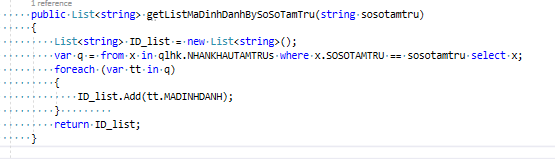 1 reference
public List<string> getListMaDinhDanhBySoSoTamTru(string sosotamtru)
{
List<string> ID_list = new List<string>();
var q = from x in qlhk.NHANKHAUTAMTRUs where x.SOSOTAMTRU == sosotamtru select x;
foreach (var tt in q)
{
ID_list.Add(tt.MADINHDANH);
}
return ID_list;
}